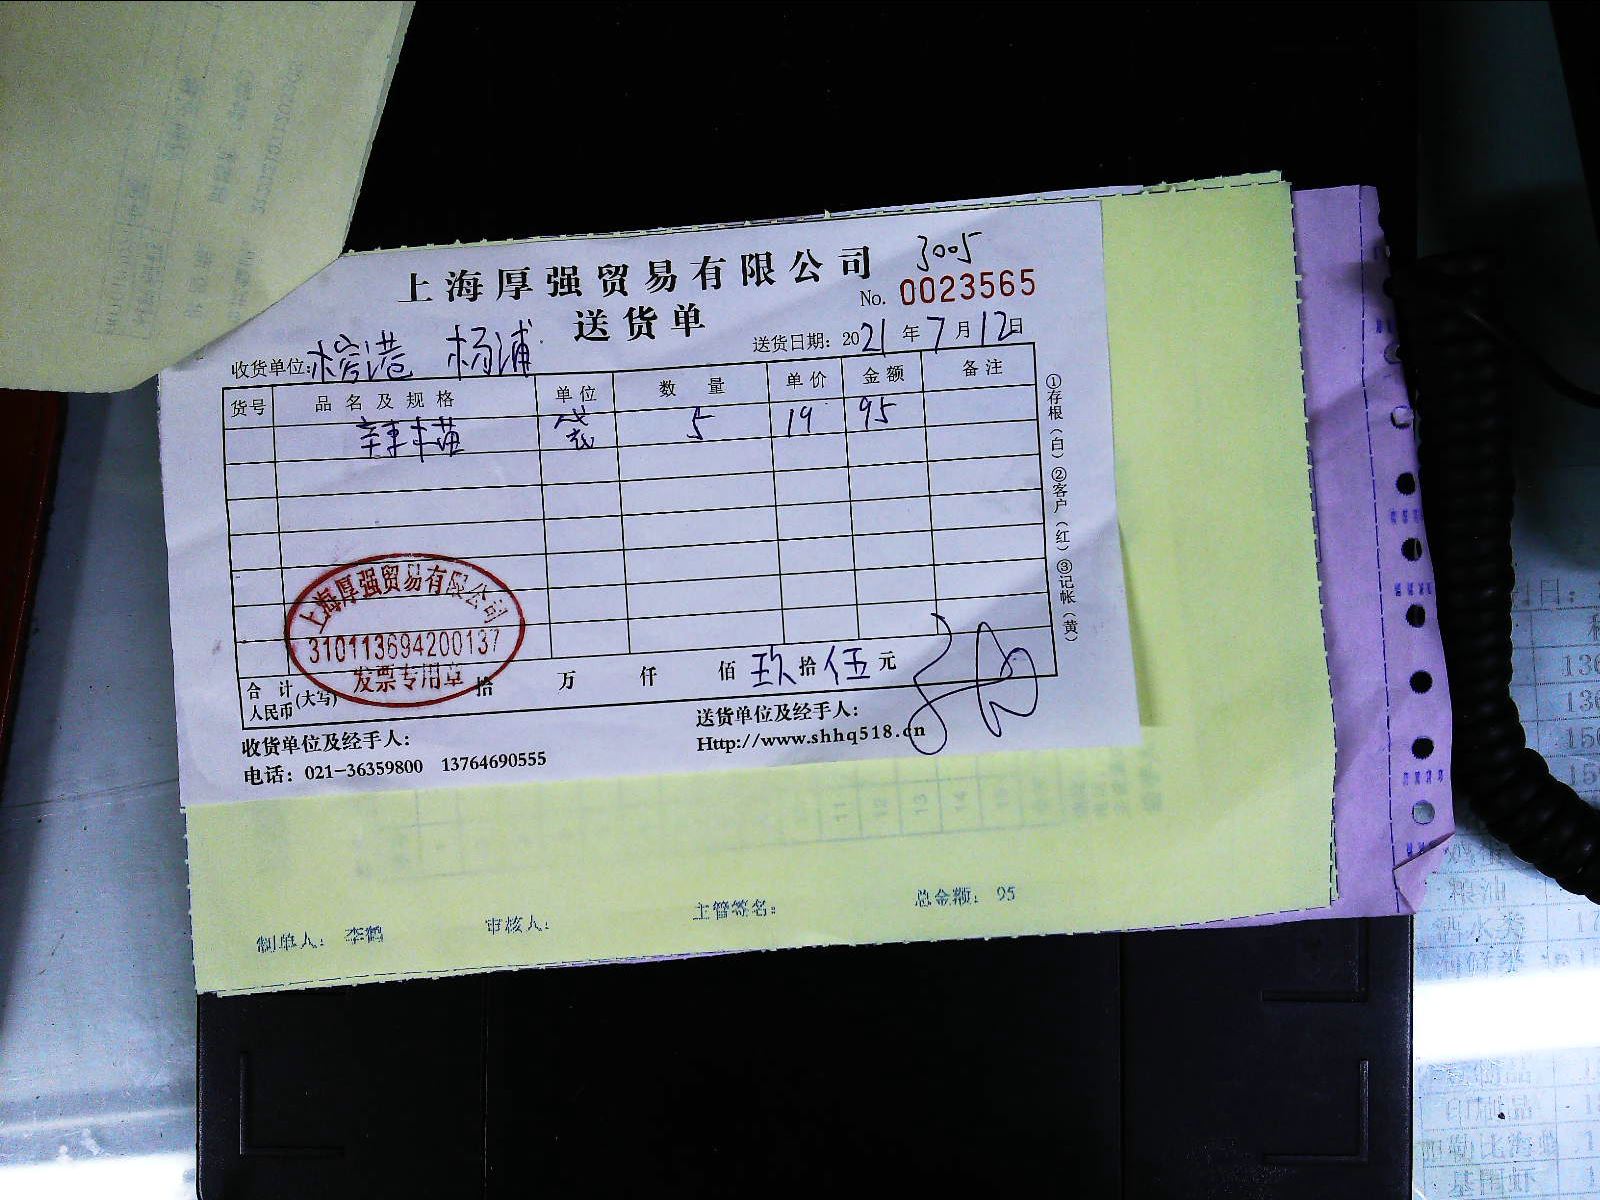 3005
上海厚强贸易有限公司
No. 0023565
送货单
收货单位: 榕港 杨浦
送货日期: 2021年7月12日
货号 品名及规格 单位 数量 单价 金额 备注
辣 袋 5 19 95
①存根(白)②客户(红)③记帐(黄)
上海厚强贸易有限公司
310113694200137
发票专用章
合计人民币(大写) 拾 万 仟 佰 玖拾伍元
收货单位及经手人:
送货单位及经手人:
电话: 021-36359800 13764690555
Http://www.shhq518.cn
制单人: 李鹤 审核人: 主管签名: 总金额: 95